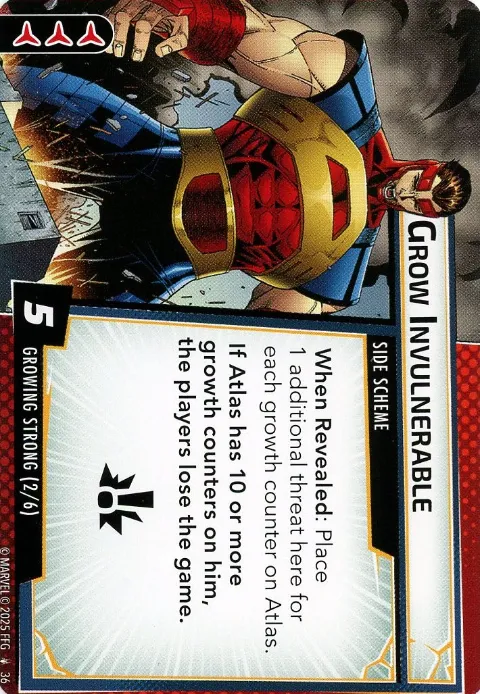 GROW INVULNERABLE
SIDE SCHEME
When Revealed: Place
1 additional threat here for
each growth counter on Atlas.
If Atlas has 10 or more
growth counters on him,
the players lose the game.
5
GROWING STRONG (2/6)
© MARVEL © 2025 FFG 36